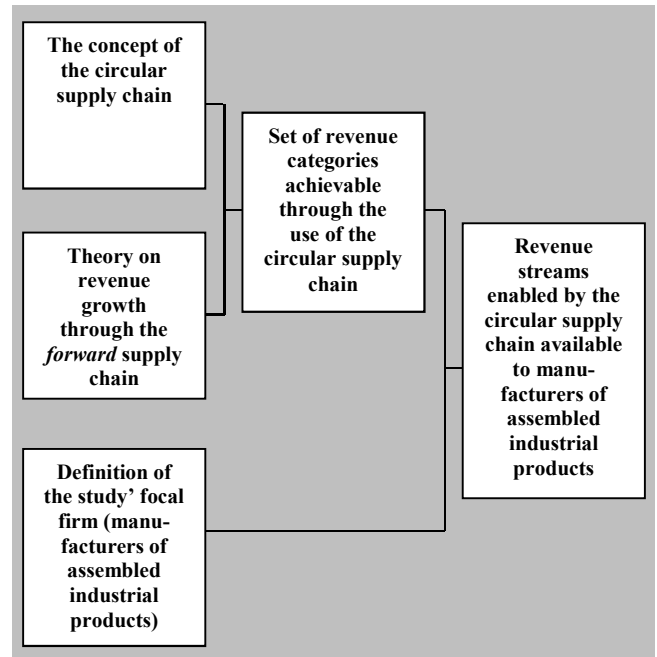 The concept of
the circular
supply chain
Theory on
revenue
growth
through the
forward supply
chain
Definition of
the study’ focal
firm (manu-
facturers of
assembled
industrial
products)
Set of revenue
categories
achievable
through the
use of the
circular supply
chain
Revenue
streams
enabled by the
circular supply
chain available
to manu-
facturers of
assembled
industrial
products